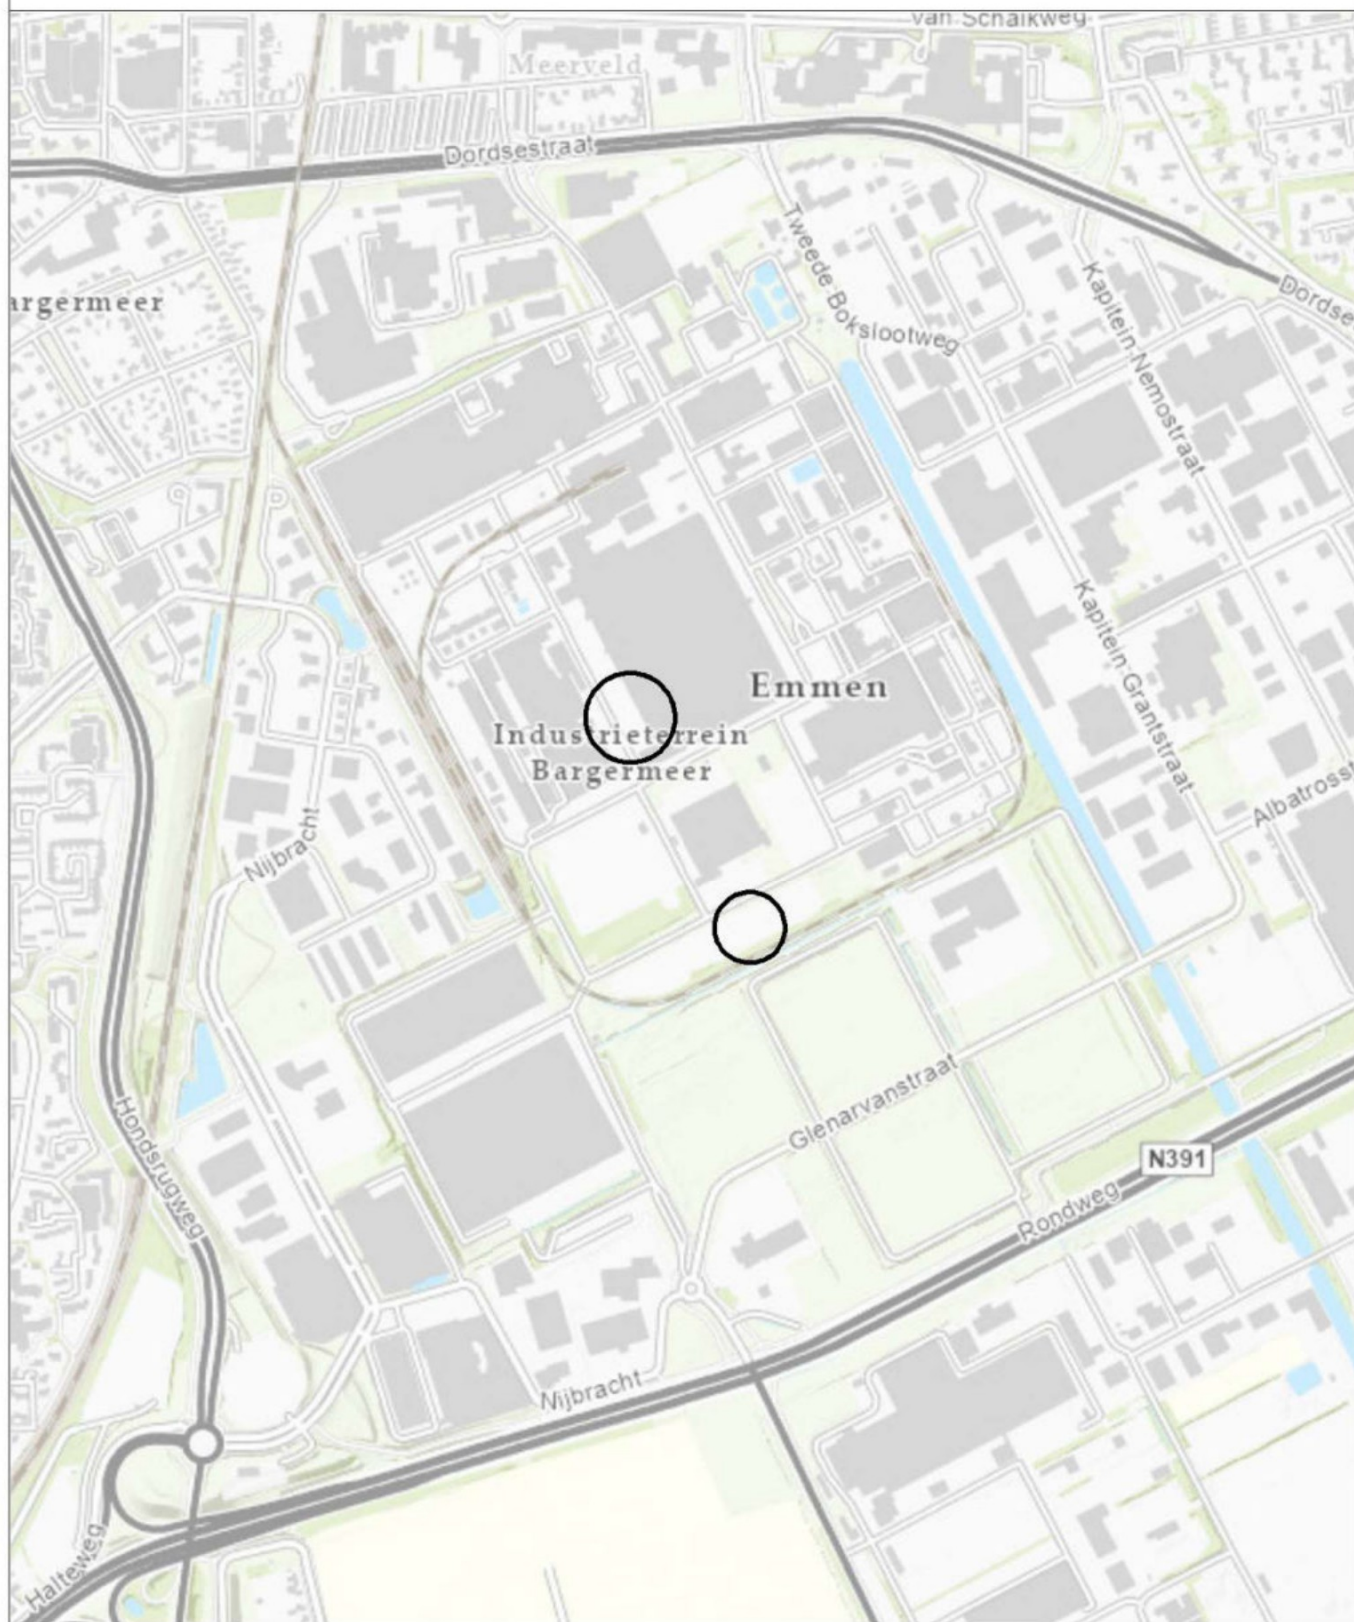 van Schaikweg
Meerveld
Dordsestraat
Tweede Bokslootweg
argermeer
Kapitein Nemostraat
Dordse
Kapitein Grantstraat
Emmen
Industrieterrein
Bargermeer
Albatrosst
Nijbracht
Glenarvanstraat
Hondsrugweg
N391
Rondweg
Nijbracht
Halteweg